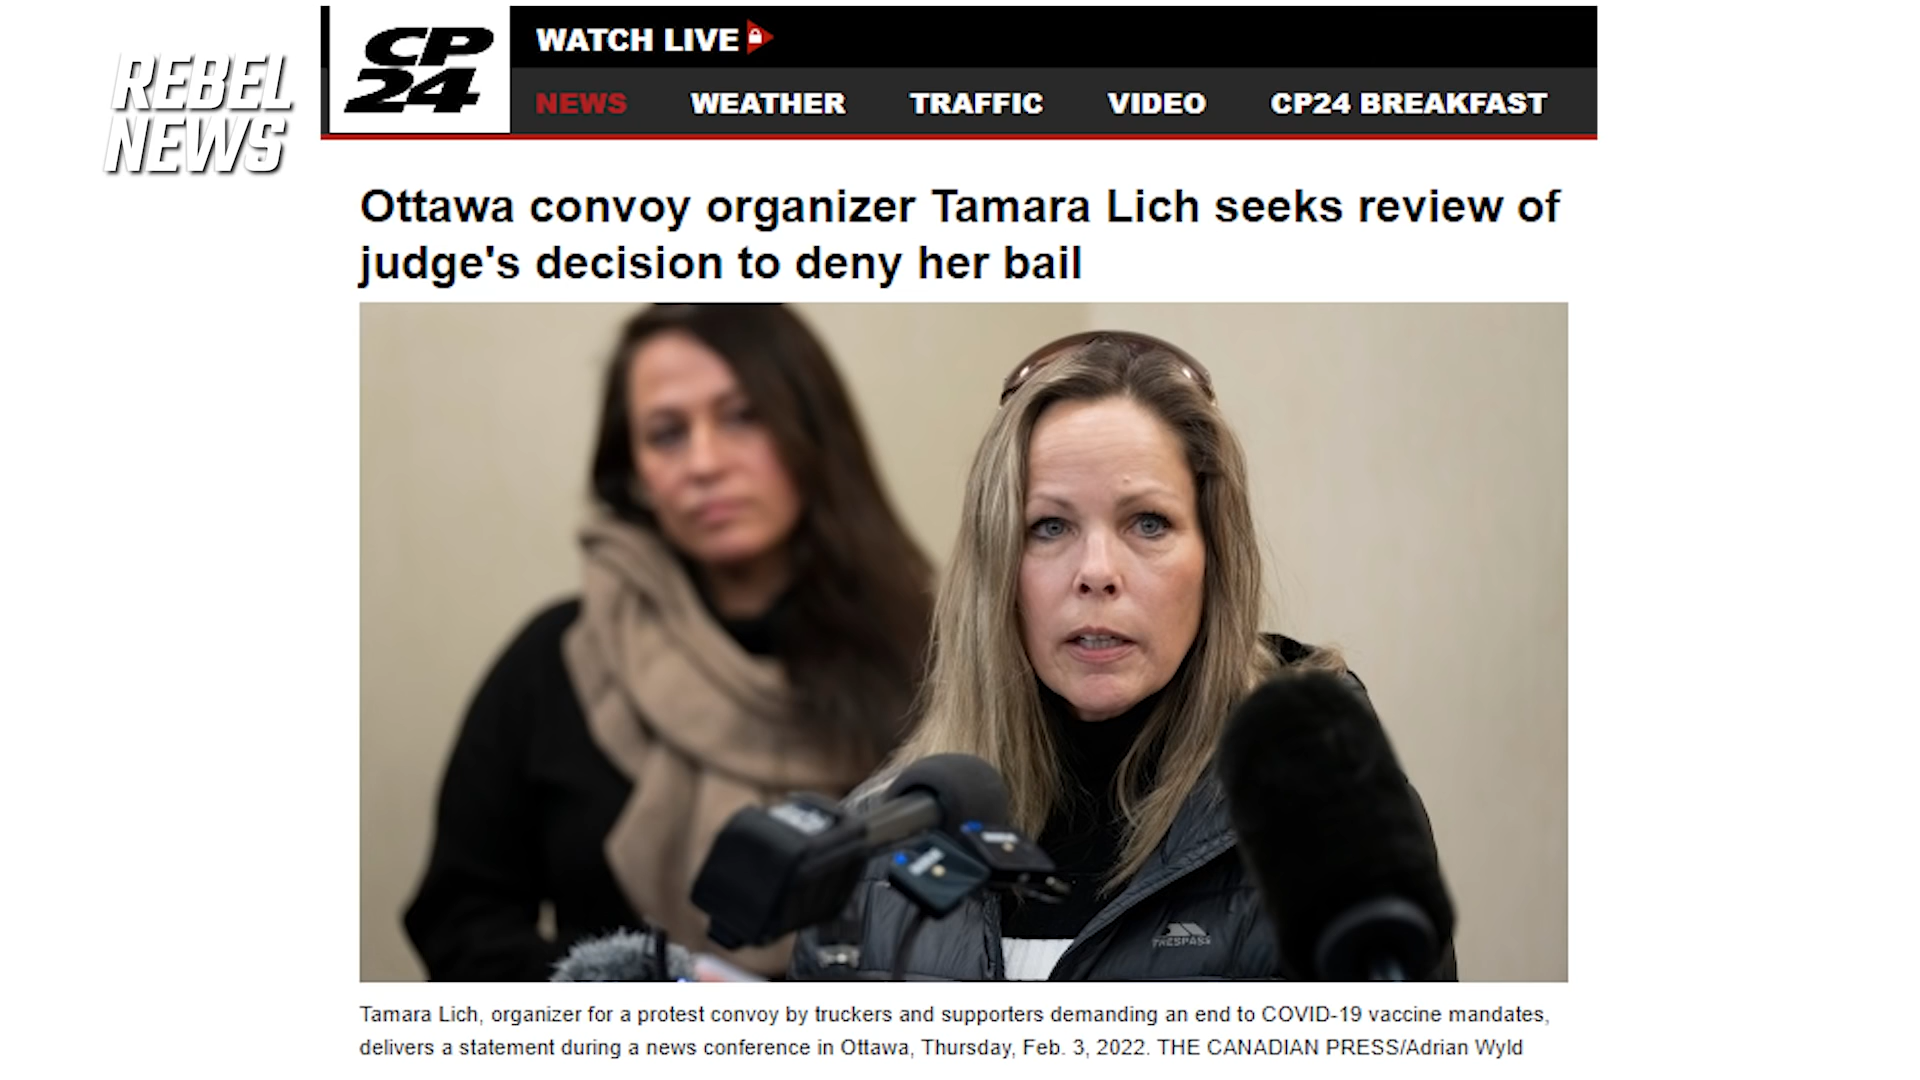 REBEL
NEWS
CP
24
WATCH LIVE
NEWS WEATHER TRAFFIC VIDEO CP24 BREAKFAST
Ottawa convoy organizer Tamara Lich seeks review of
judge's decision to deny her bail
TRESPASS
Tamara Lich, organizer for a protest convoy by truckers and supporters demanding an end to COVID-19 vaccine mandates,
delivers a statement during a news conference in Ottawa, Thursday, Feb. 3, 2022. THE CANADIAN PRESS/Adrian Wyld